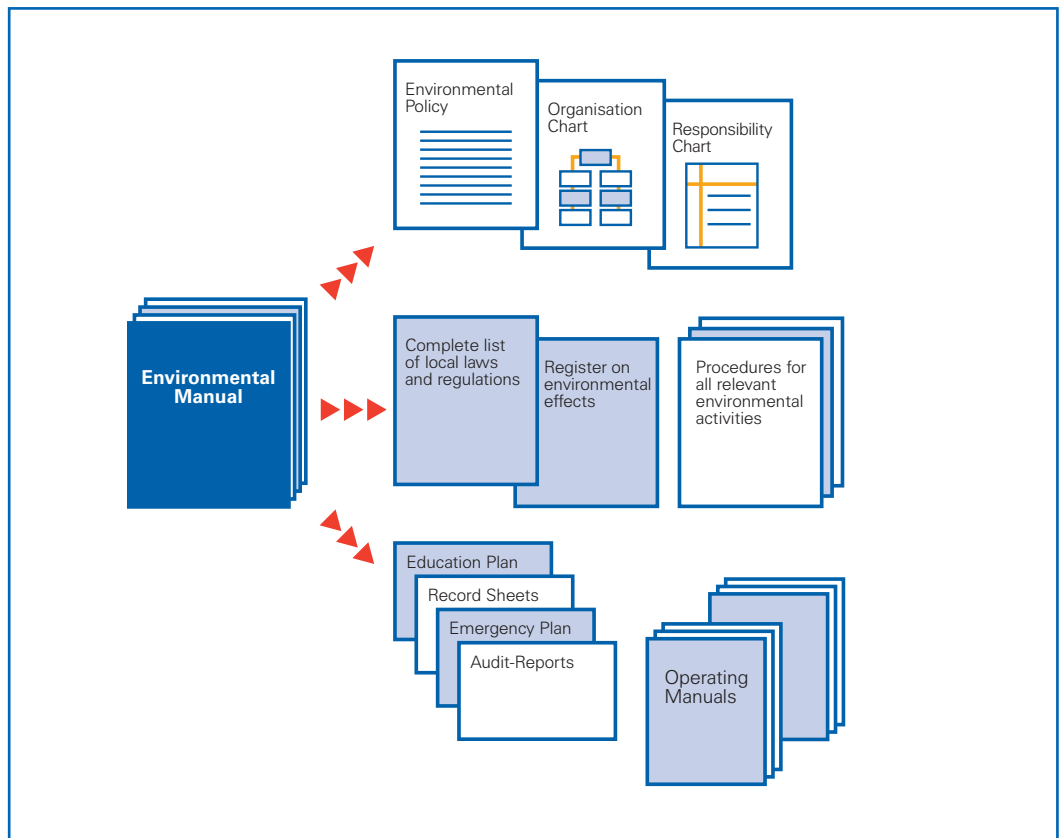 Environmental
Policy
Organisation
Chart
Responsibility
Chart
Environmental
Manual
Complete list
of local laws
and regulations
Register on
environmental
effects
Procedures for
all relevant
environmental
activities
Education Plan
Record Sheets
Emergency Plan
Audit-Reports
Operating
Manuals